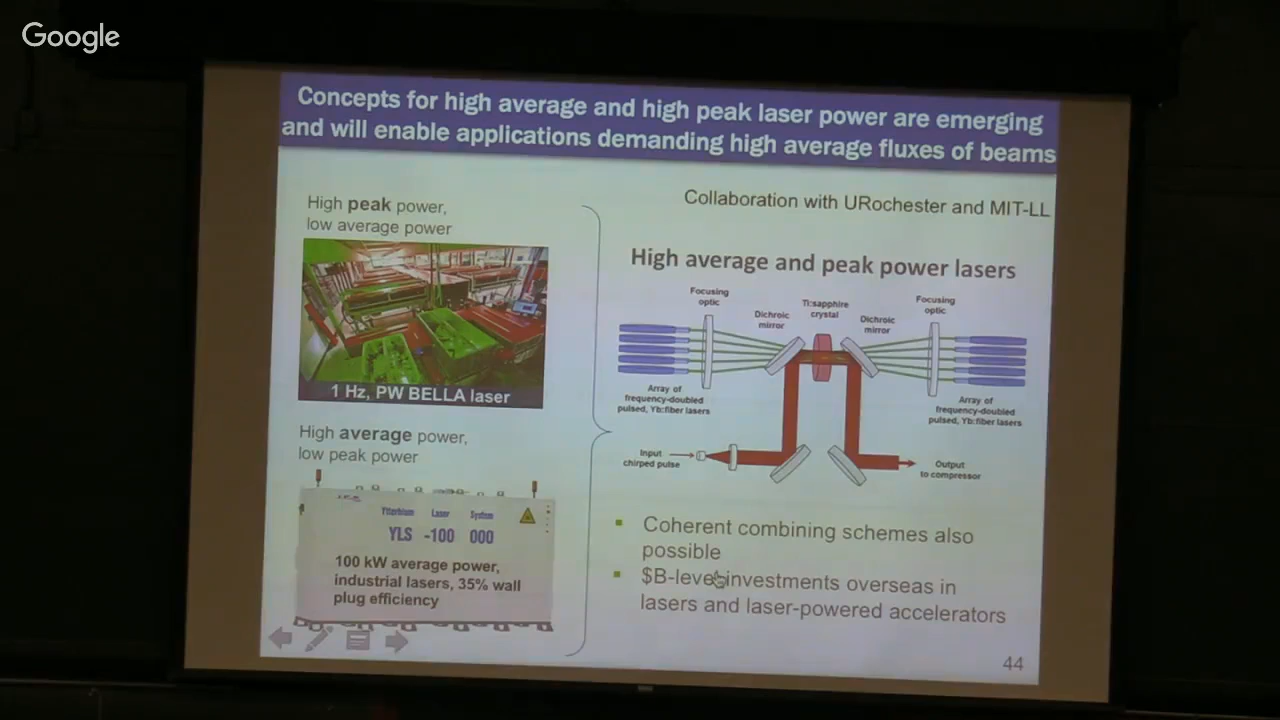 Google
Concepts for high average and high peak laser power are emerging
and will enable applications demanding high average fluxes of beams
Collaboration with URochester and MIT-LL
High peak power,
low average power
1 Hz, PW BELLA laser
High average power,
low peak power
Ytterbium Laser System
YLS -100 000
100 kW average power,
industrial lasers, 35% wall
plug efficiency
High average and peak power lasers
Focusing
optic
Dichroic
mirror
Ti:sapphire
crystal
Dichroic
mirror
Focusing
optic
Array of
frequency-doubled
pulsed, Yb:fiber lasers
Array of
frequency-doubled
pulsed, Yb:fiber lasers
Input
chirped pulse
Output
to compressor
Coherent combining schemes also
possible
$B-level investments overseas in
lasers and laser-powered accelerators
44